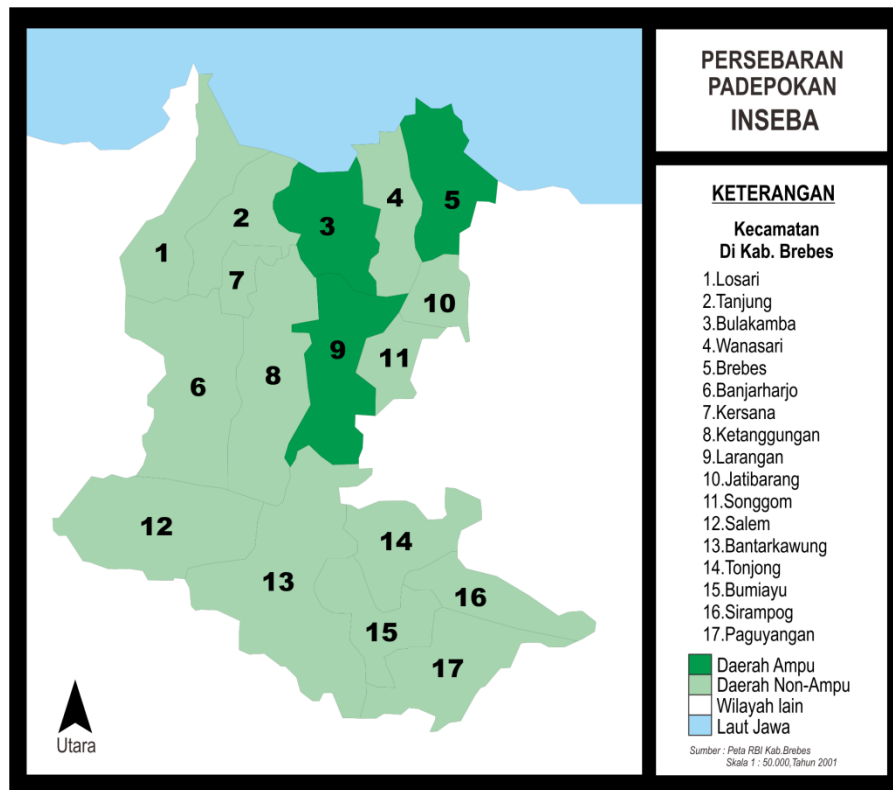 PERSEBARAN
PADEPOKAN
INSEBA
KETERANGAN
Kecamatan
Di Kab. Brebes
1.Losari
2.Tanjung
3.Bulakamba
4.Wanasari
5.Brebes
6.Banjarharjo
7.Kersana
8.Ketanggungan
9.Larangan
10.Jatibarang
11.Songgom
12.Salem
13.Bantarkawung
14.Tonjong
15.Bumiayu
16.Sirampog
17.Paguyangan
Daerah Ampu
Daerah Non-Ampu
Wilayah lain
Laut Jawa
Sumber : Peta RBI Kab.Brebes
Skala 1 : 50.000,Tahun 2001
1
2
3
4
5
6
7
8
9
10
11
12
13
14
15
16
17
Utara